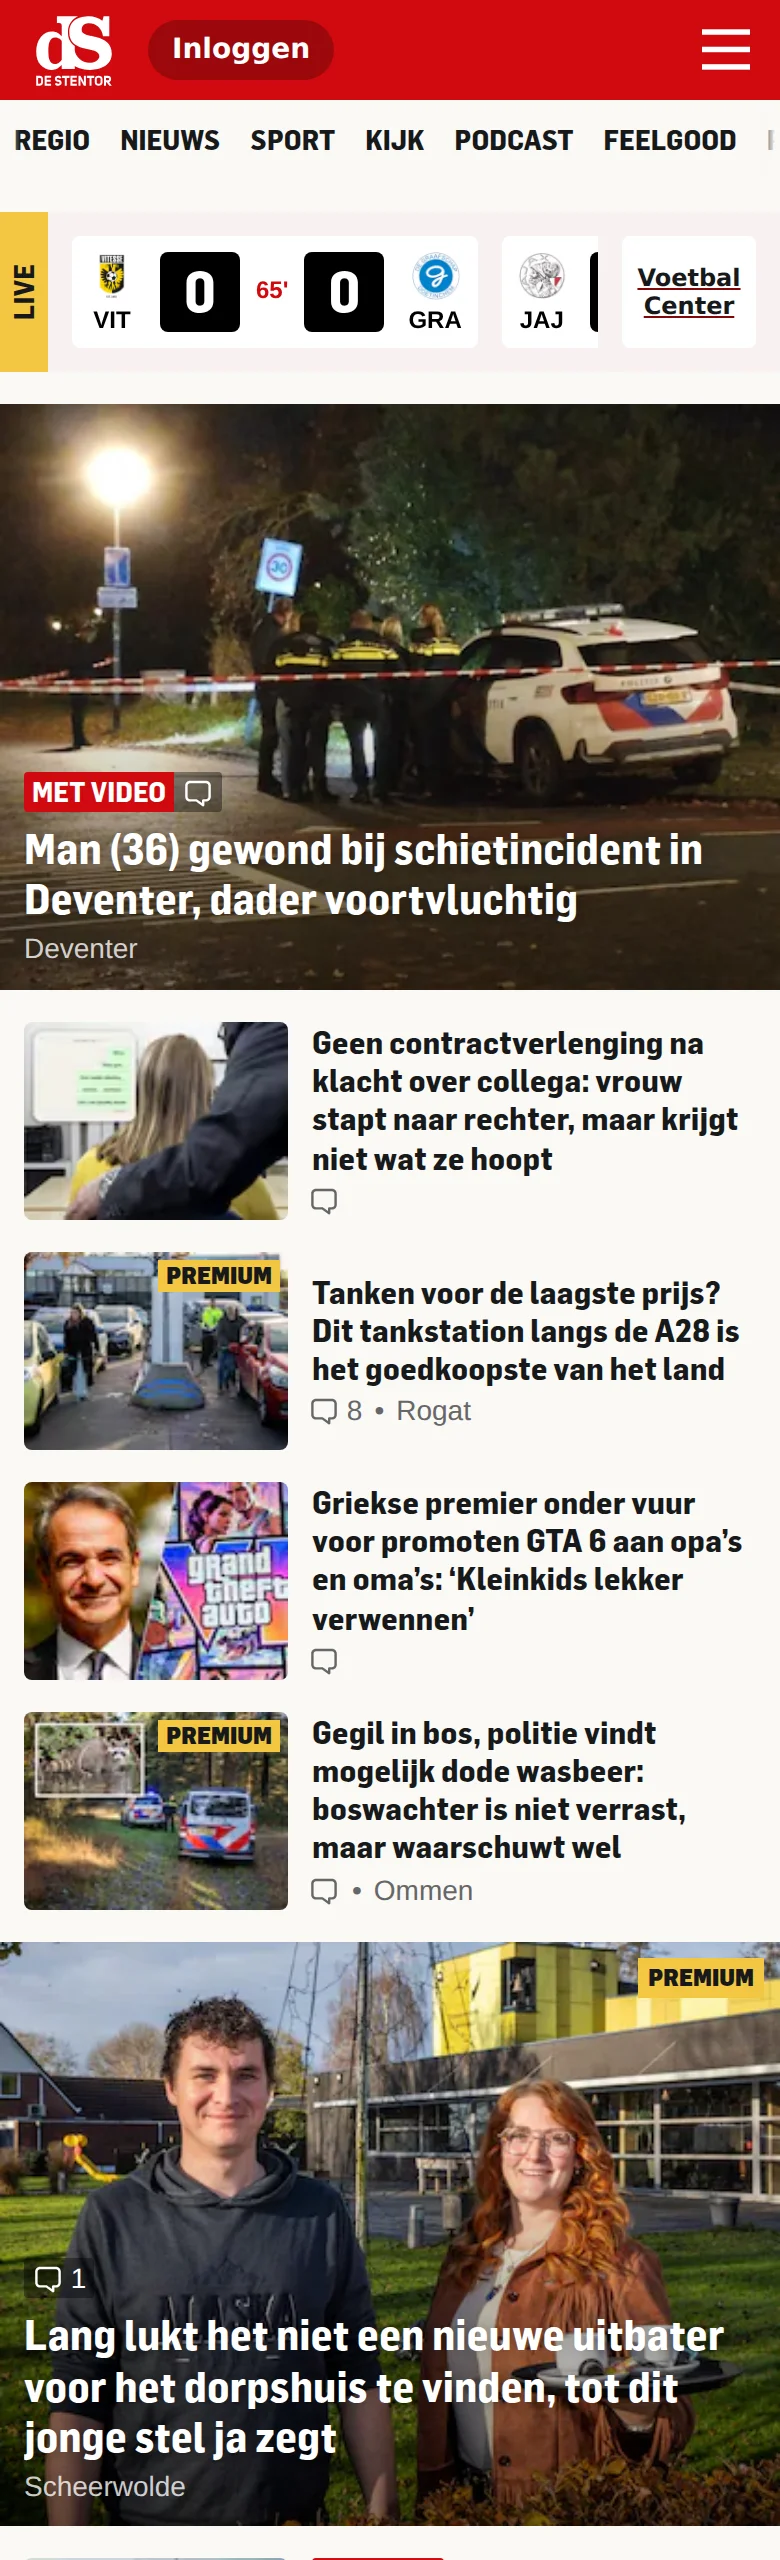 dS
DE STENTOR
Inloggen
REGIO NIEUWS SPORT KIJK PODCAST FEELGOOD
LIVE
VITESSE
VIT
0
65'
0
GRA
JAJ
Voetbal
Center
30
POLITIE
MET VIDEO
Man (36) gewond bij schietincident in
Deventer, dader voortvluchtig
Deventer
Geen contractverlenging na
klacht over collega: vrouw
stapt naar rechter, maar krijgt
niet wat ze hoopt
PREMIUM
Tanken voor de laagste prijs?
Dit tankstation langs de A28 is
het goedkoopste van het land
8 • Rogat
grand
theft
auto
VI
Griekse premier onder vuur
voor promoten GTA 6 aan opa’s
en oma’s: ‘Kleinkids lekker
verwennen’
PREMIUM
Gegil in bos, politie vindt
mogelijk dode wasbeer:
boswachter is niet verrast,
maar waarschuwt wel
• Ommen
PREMIUM
ALASKA
1
Lang lukt het niet een nieuwe uitbater
voor het dorpshuis te vinden, tot dit
jonge stel ja zegt
Scheerwolde